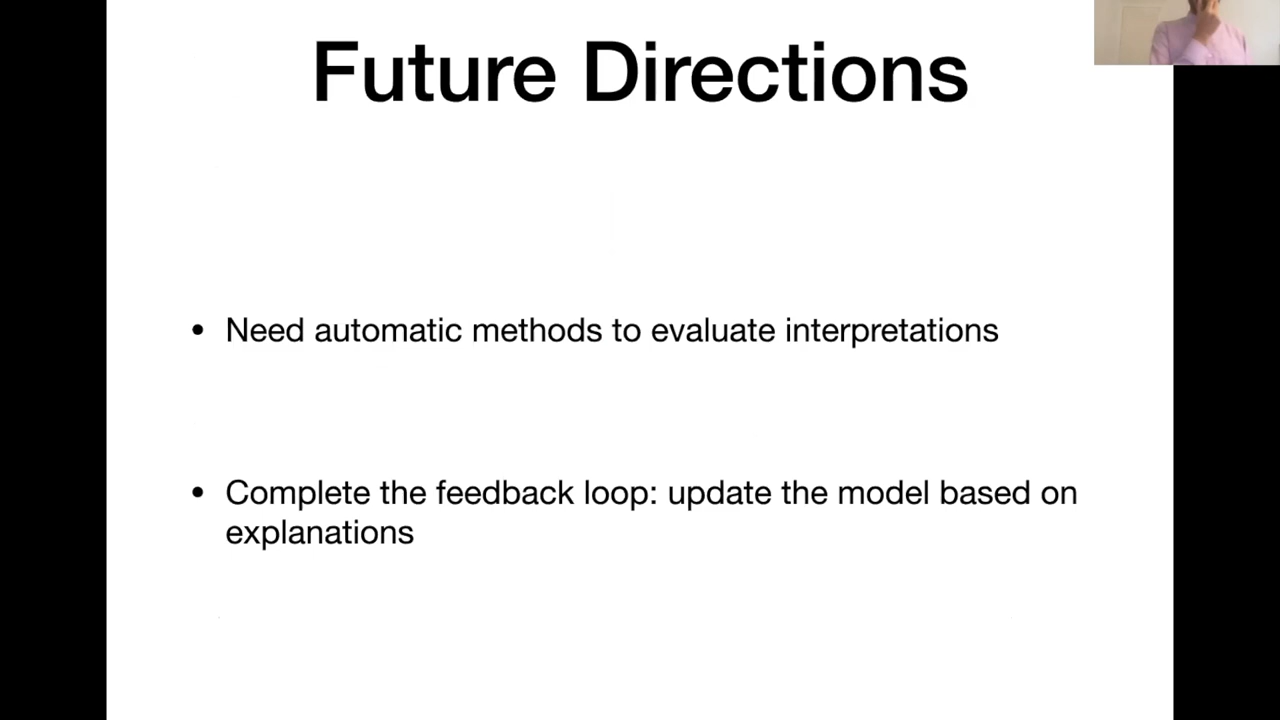 Future Directions
• Need automatic methods to evaluate interpretations
• Complete the feedback loop: update the model based on
explanations